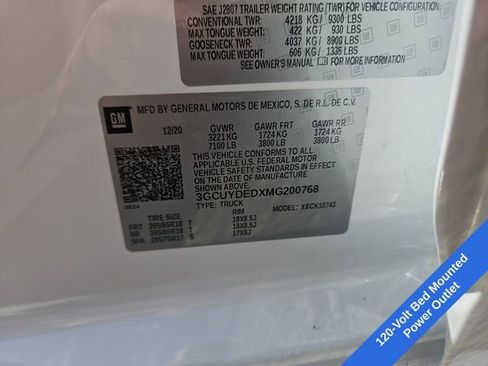 SAE J2807 TRAILER WEIGHT RATING (TWR) FOR VEHICLE CONFIGURATION
CONVENTIONAL TWR: 4218 KG / 9300 LBS
MAX TONGUE WEIGHT: 422 KG / 930 LBS
GOOSENECK TWR: 4037 KG / 8900 LBS
MAX TONGUE WEIGHT: 606 KG / 1335 LBS
SEE OWNER'S MANUAL FOR MORE INFORMATION
GM MFD BY GENERAL MOTORS DE MEXICO, S. DE R.L. DE C.V.
12/20 GVWR GAWR FRT GAWR RR
3221 KG 1724 KG 1724 KG
7100 LB 3800 LB 3800 LB
THIS VEHICLE CONFORMS TO ALL
APPLICABLE U.S. FEDERAL MOTOR
VEHICLE SAFETY STANDARDS IN EFFECT
ON THE DATE OF MANUFACTURE
SHOWN ABOVE.
3GCUYDEDXMG200768
TYPE: TRUCK MODEL: X8CK10743
TIRE SIZE RIM
FRT 265/65R18 T 18X8.5J
RR 265/65R18 T 18X8.5J
SPA 265/70R17 S 17X8J
120-Volt Bed Mounted
Power Outlet